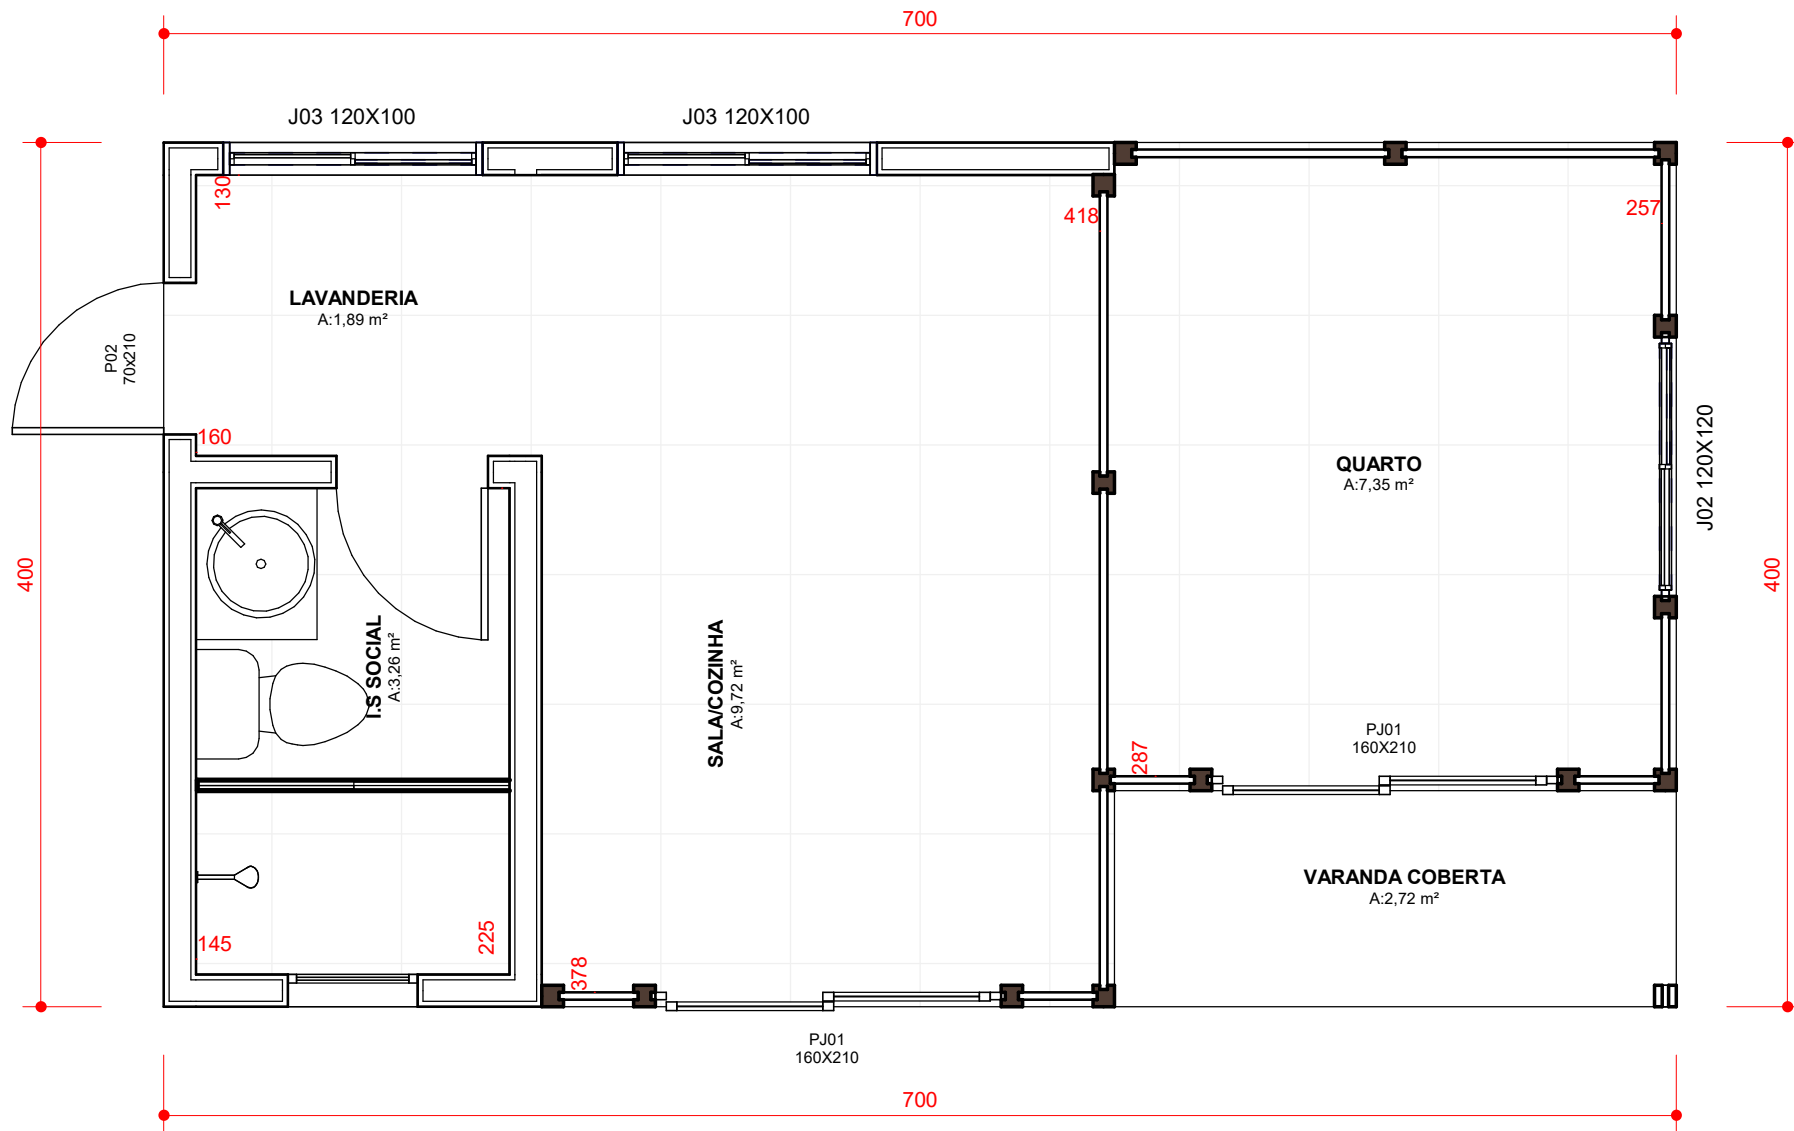 700
J03 120X100
J03 120X100
130
418
257
LAVANDERIA
A:1,89 m²
P02
70x210
160
QUARTO
A:7,35 m²
J02 120X120
400
400
I.S SOCIAL
A:3,26 m²
SALA/COZINHA
A:9,72 m²
PJ01
160X210
287
VARANDA COBERTA
A:2,72 m²
145
225
378
PJ01
160X210
700